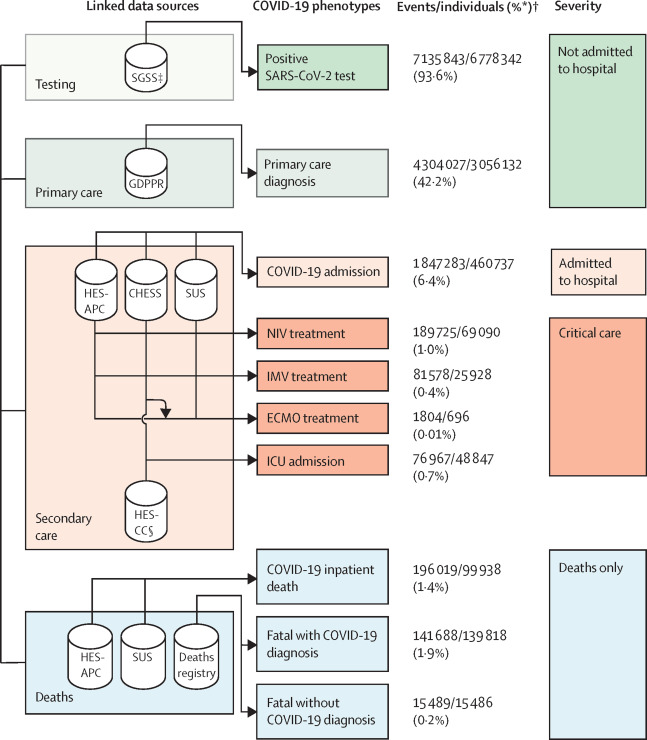 Linked data sources
COVID-19 phenotypes
Events/individuals (%*)†
Severity
SGSS‡
Testing
Positive
SARS-CoV-2 test
7 135 843/6 778 342
(93·6%)
Not admitted
to hospital
GDPPR
Primary care
Primary care
diagnosis
4 304 027/3 056 132
(42·2%)
HES-
APC
CHESS
SUS
COVID-19 admission
1 847 283/460 737
(6·4%)
Admitted
to hospital
NIV treatment
189 725/69 090
(1·0%)
Critical care
IMV treatment
81 578/25 928
(0·4%)
ECMO treatment
1804/696
(0·01%)
ICU admission
76 967/48 847
(0·7%)
HES-
CC§
Secondary
care
COVID-19 inpatient
death
196 019/99 938
(1·4%)
Deaths only
HES-
APC
SUS
Deaths
registry
Deaths
Fatal with COVID-19
diagnosis
141 688/139 818
(1·9%)
Fatal without
COVID-19 diagnosis
15 489/15 486
(0·2%)